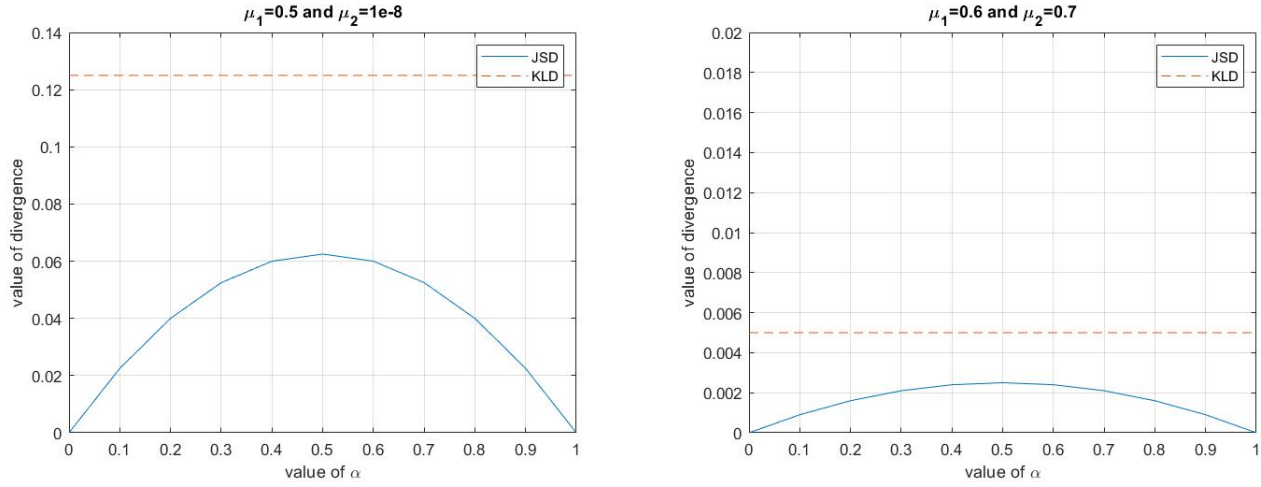 μ1=0.5 and μ2=1e-8
JSD
KLD
0.14
0.12
0.1
0.08
0.06
0.04
0.02
0
value of divergence
0 0.1 0.2 0.3 0.4 0.5 0.6 0.7 0.8 0.9 1
value of α
μ1=0.6 and μ2=0.7
JSD
KLD
0.02
0.018
0.016
0.014
0.012
0.01
0.008
0.006
0.004
0.002
0
value of divergence
0 0.1 0.2 0.3 0.4 0.5 0.6 0.7 0.8 0.9 1
value of α